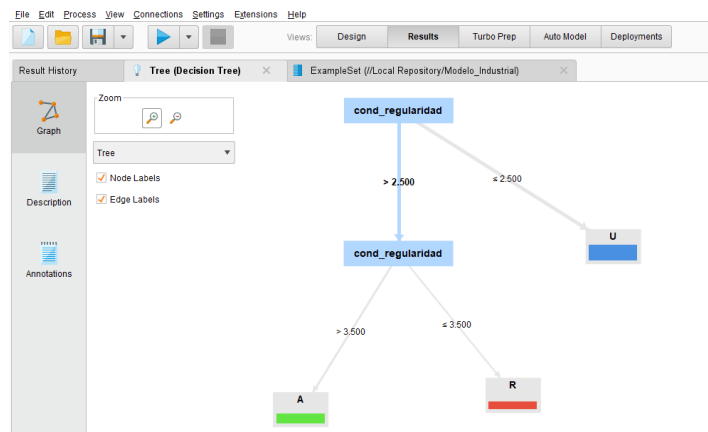 File Edit Process View Connections Settings Extensions Help
Views: Design Results Turbo Prep Auto Model Deployments
Result History Tree (Decision Tree) ExampleSet (//Local Repository/Modelo_Industrial)
Graph
Description
Annotations
Zoom
Tree
Node Labels
Edge Labels
cond_regularidad
> 2.500
≤ 2.500
U
cond_regularidad
> 3.500
≤ 3.500
A
R